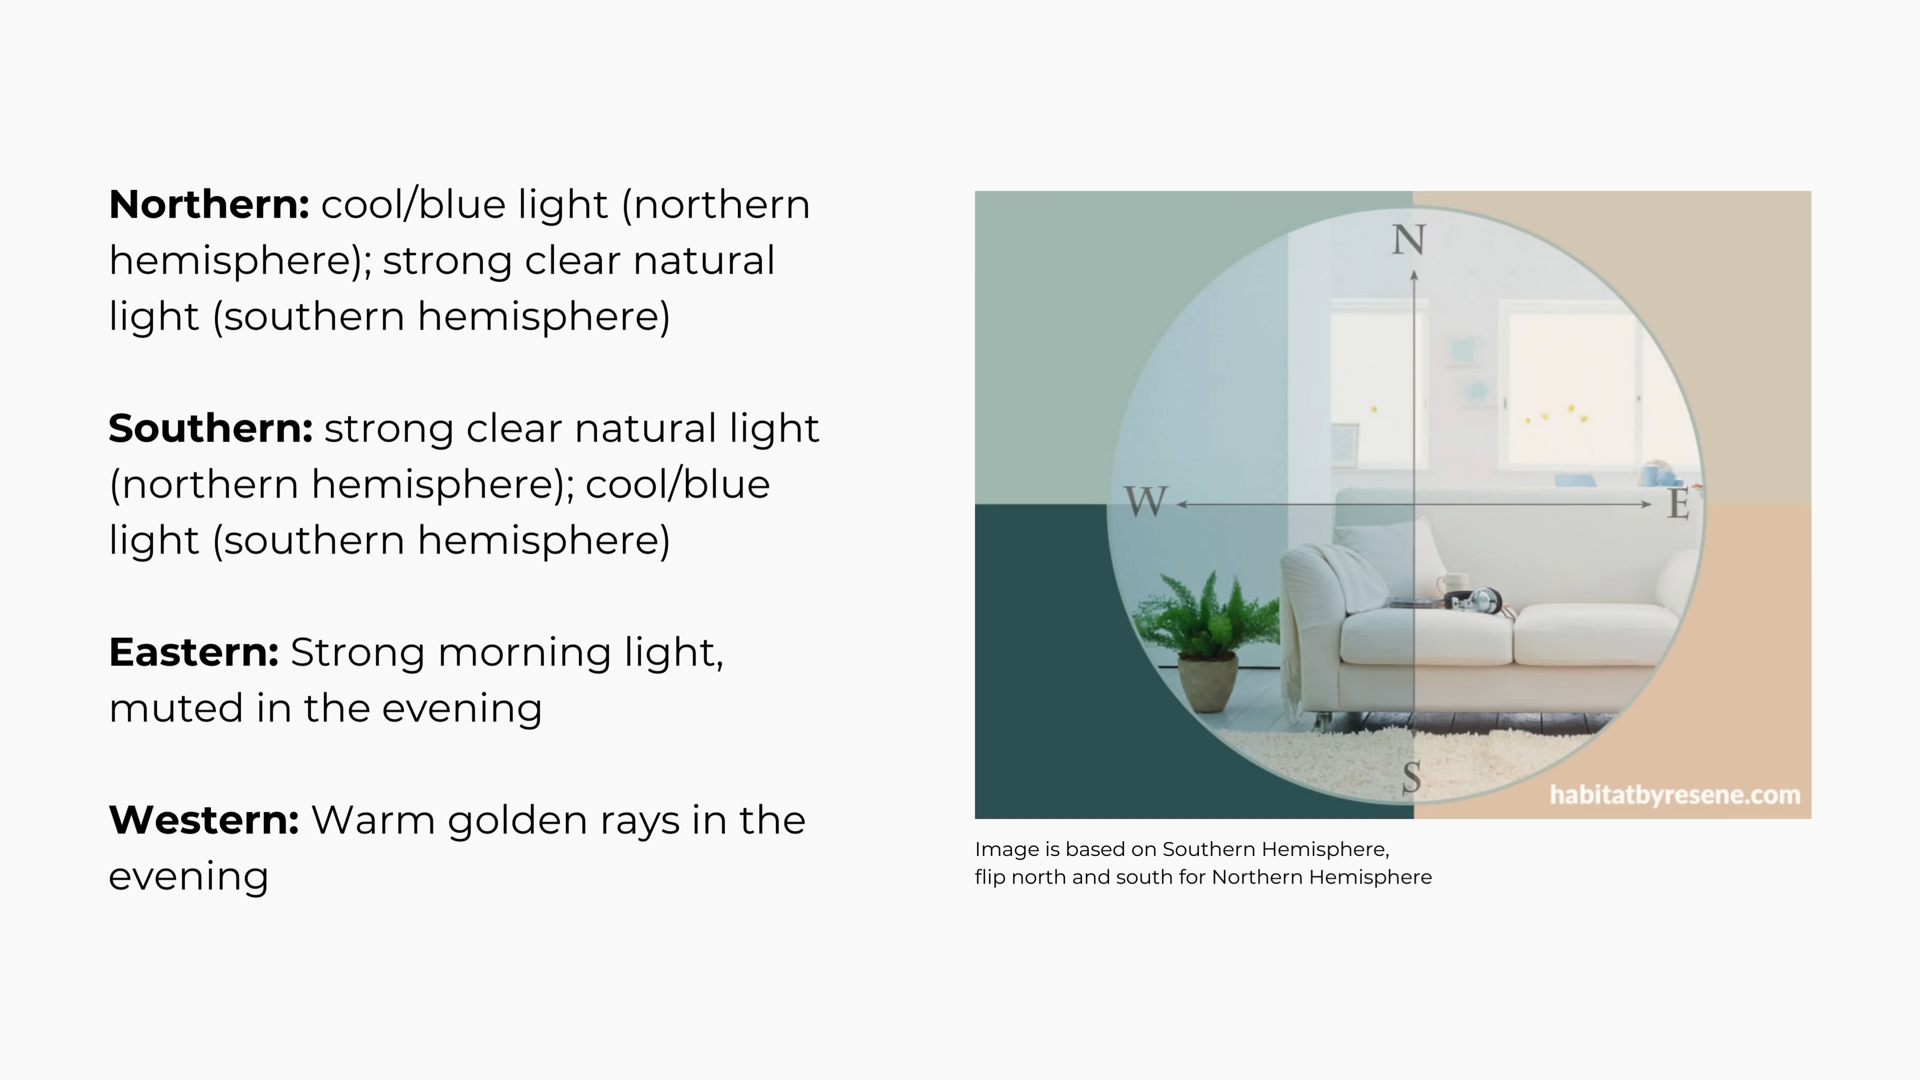 Northern: cool/blue light (northern
hemisphere); strong clear natural
light (southern hemisphere)
Southern: strong clear natural light
(northern hemisphere); cool/blue
light (southern hemisphere)
Eastern: Strong morning light,
muted in the evening
Western: Warm golden rays in the
evening
N
W
E
S
habitatbyresene.com
Image is based on Southern Hemisphere,
flip north and south for Northern Hemisphere